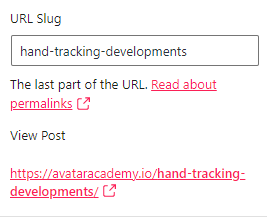 URL Slug
hand-tracking-developments
The last part of the URL. Read about
permalinks
View Post
https://avataracademy.io/hand-tracking-
developments/